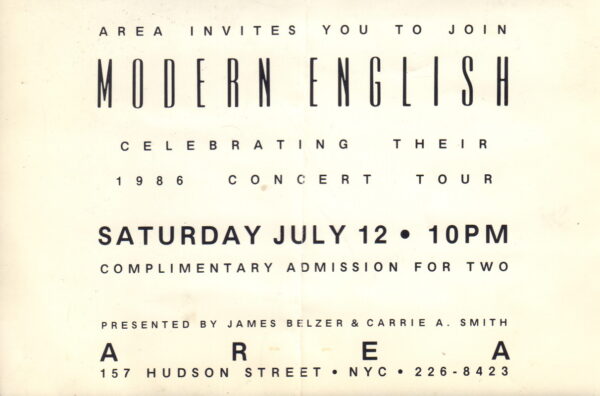 AREA INVITES YOU TO JOIN
MODERN ENGLISH
CELEBRATING THEIR
1986 CONCERT TOUR
SATURDAY JULY 12 • 10PM
COMPLIMENTARY ADMISSION FOR TWO
PRESENTED BY JAMES BELZER & CARRIE A. SMITH
AREA
157 HUDSON STREET • NYC • 226-8423